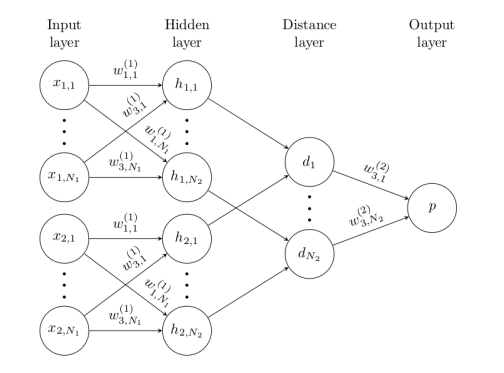 Input layer
Hidden layer
Distance layer
Output layer
x_{1,1}
w_{1,1}^{(1)}
h_{1,1}
w_{3,1}^{(1)}
w_{1,N_1}^{(1)}
x_{1,N_1}
w_{3,N_1}^{(1)}
h_{1,N_2}
d_1
w_{3,1}^{(2)}
p
x_{2,1}
w_{1,1}^{(1)}
h_{2,1}
w_{3,1}^{(1)}
w_{1,N_1}^{(1)}
d_{N_2}
w_{3,N_2}^{(2)}
x_{2,N_1}
w_{3,N_1}^{(1)}
h_{2,N_2}